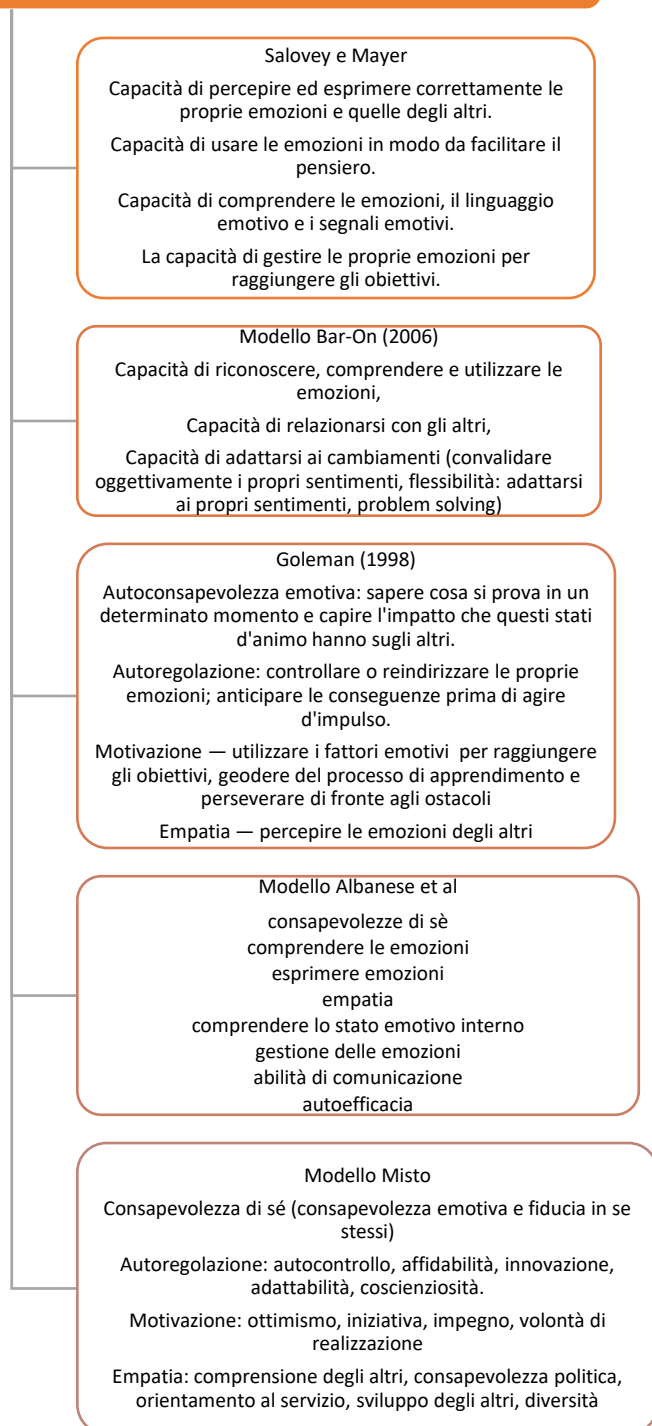 Salovey e Mayer
Capacità di percepire ed esprimere correttamente le
proprie emozioni e quelle degli altri.
Capacità di usare le emozioni in modo da facilitare il
pensiero.
Capacità di comprendere le emozioni, il linguaggio
emotivo e i segnali emotivi.
La capacità di gestire le proprie emozioni per
raggiungere gli obiettivi.
Modello Bar-On (2006)
Capacità di riconoscere, comprendere e utilizzare le
emozioni,
Capacità di relazionarsi con gli altri,
Capacità di adattarsi ai cambiamenti (convalidare
oggettivamente i propri sentimenti, flessibilità: adattarsi
ai propri sentimenti, problem solving)
Goleman (1998)
Autoconsapevolezza emotiva: sapere cosa si prova in un
determinato momento e capire l'impatto che questi stati
d'animo hanno sugli altri.
Autoregolazione: controllare o reindirizzare le proprie
emozioni; anticipare le conseguenze prima di agire
d'impulso.
Motivazione — utilizzare i fattori emotivi  per raggiungere
gli obiettivi, geodere del processo di apprendimento e
perseverare di fronte agli ostacoli
Empatia — percepire le emozioni degli altri
Modello Albanese et al
consapevolezze di sè
comprendere le emozioni
esprimere emozioni
empatia
comprendere lo stato emotivo interno
gestione delle emozioni
abilità di comunicazione
autoefficacia
Modello Misto
Consapevolezza di sé (consapevolezza emotiva e fiducia in se
stessi)
Autoregolazione: autocontrollo, affidabilità, innovazione,
adattabilità, coscienziosità.
Motivazione: ottimismo, iniziativa, impegno, volontà di
realizzazione
Empatia: comprensione degli altri, consapevolezza politica,
orientamento al servizio, sviluppo degli altri, diversità